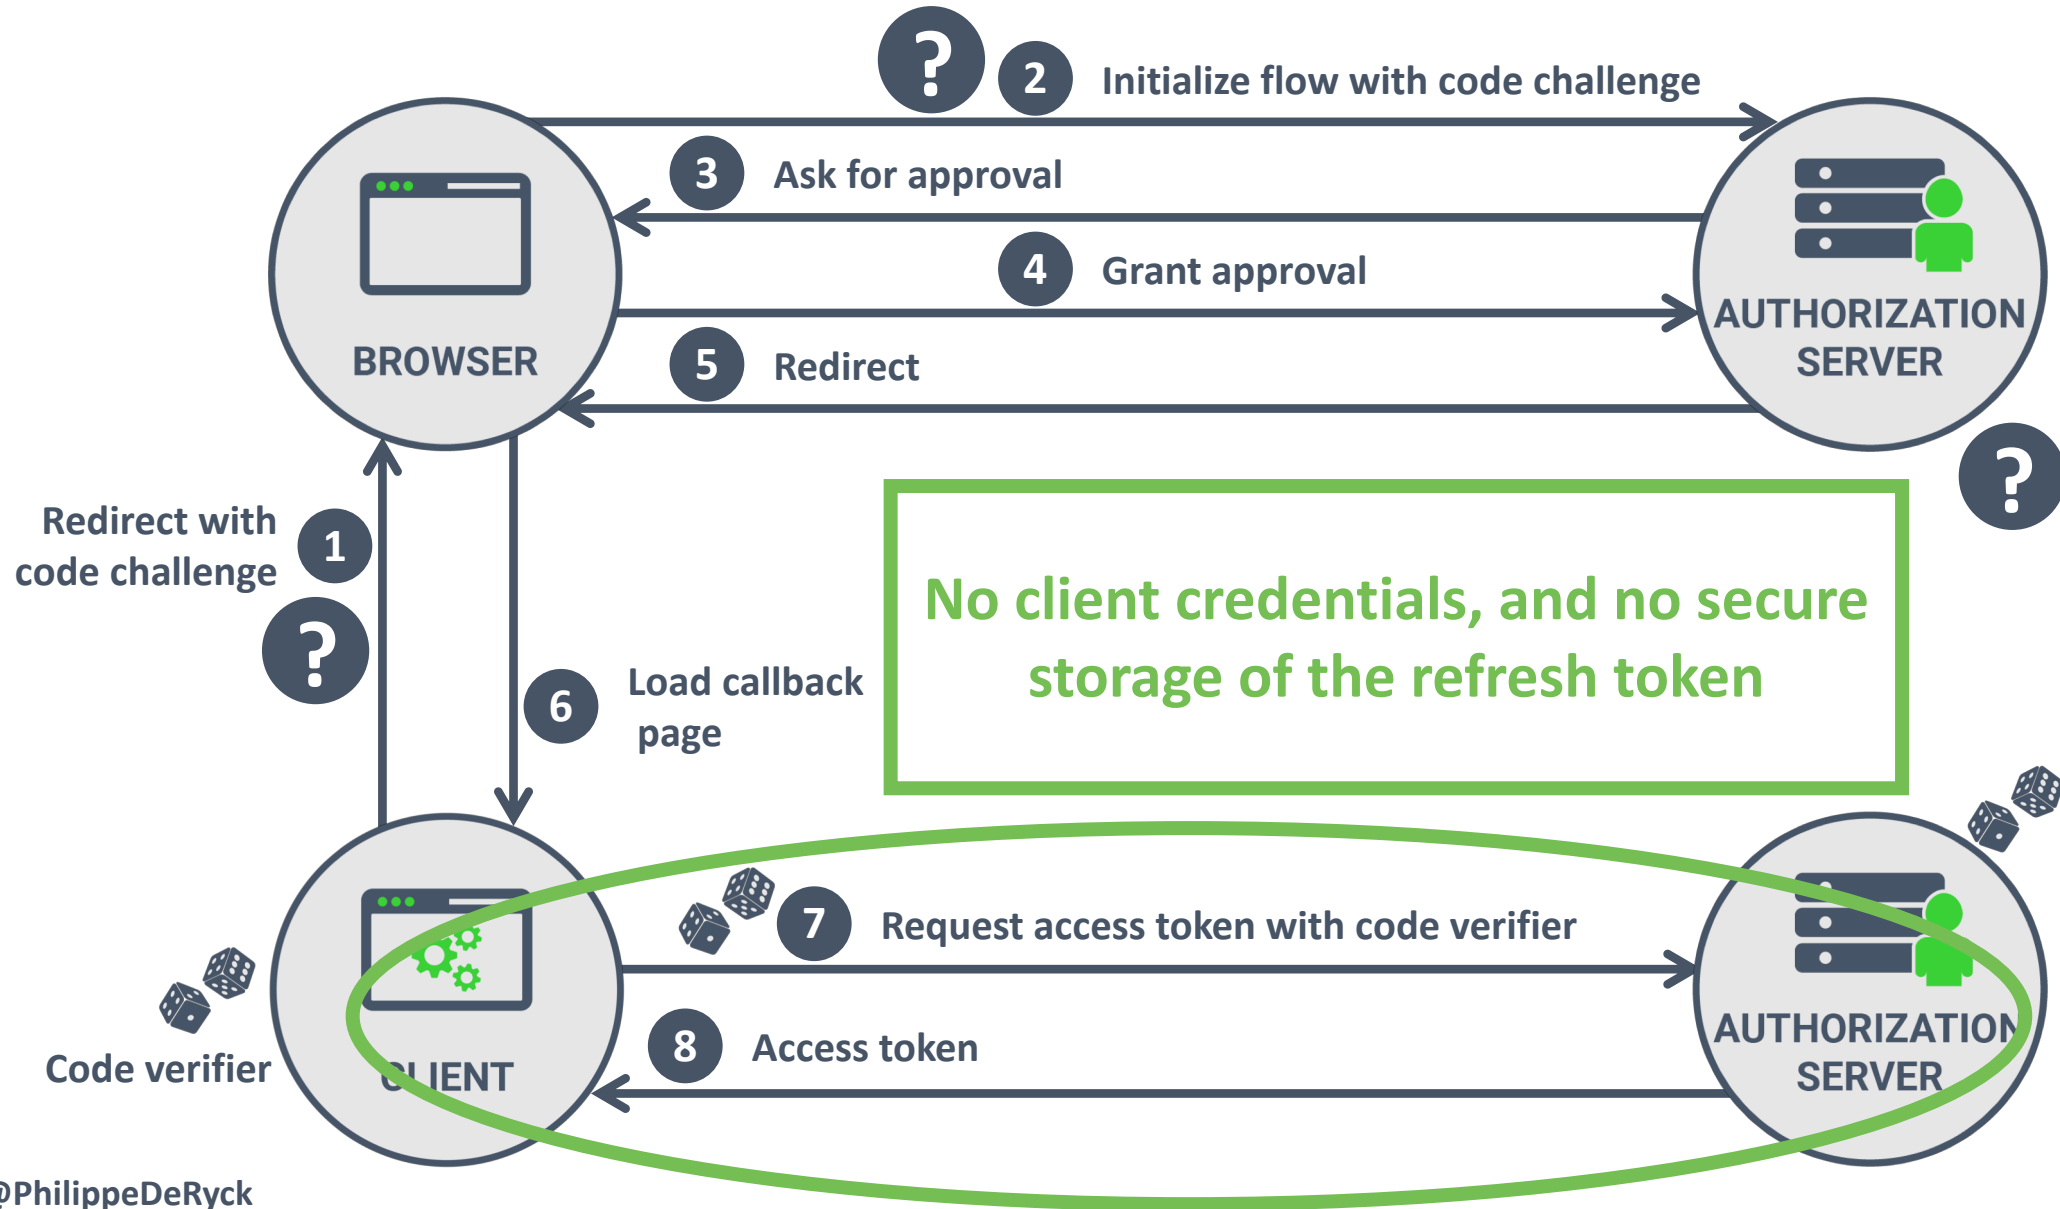 ?
2
Initialize flow with code challenge
3
Ask for approval
4
Grant approval
5
Redirect
BROWSER
AUTHORIZATION
SERVER
?
Redirect with
code challenge
1
?
6
Load callback
page
No client credentials, and no secure
storage of the refresh token
7
Request access token with code verifier
8
Access token
Code verifier
CLIENT
AUTHORIZATION
SERVER
@PhilippeDeRyck